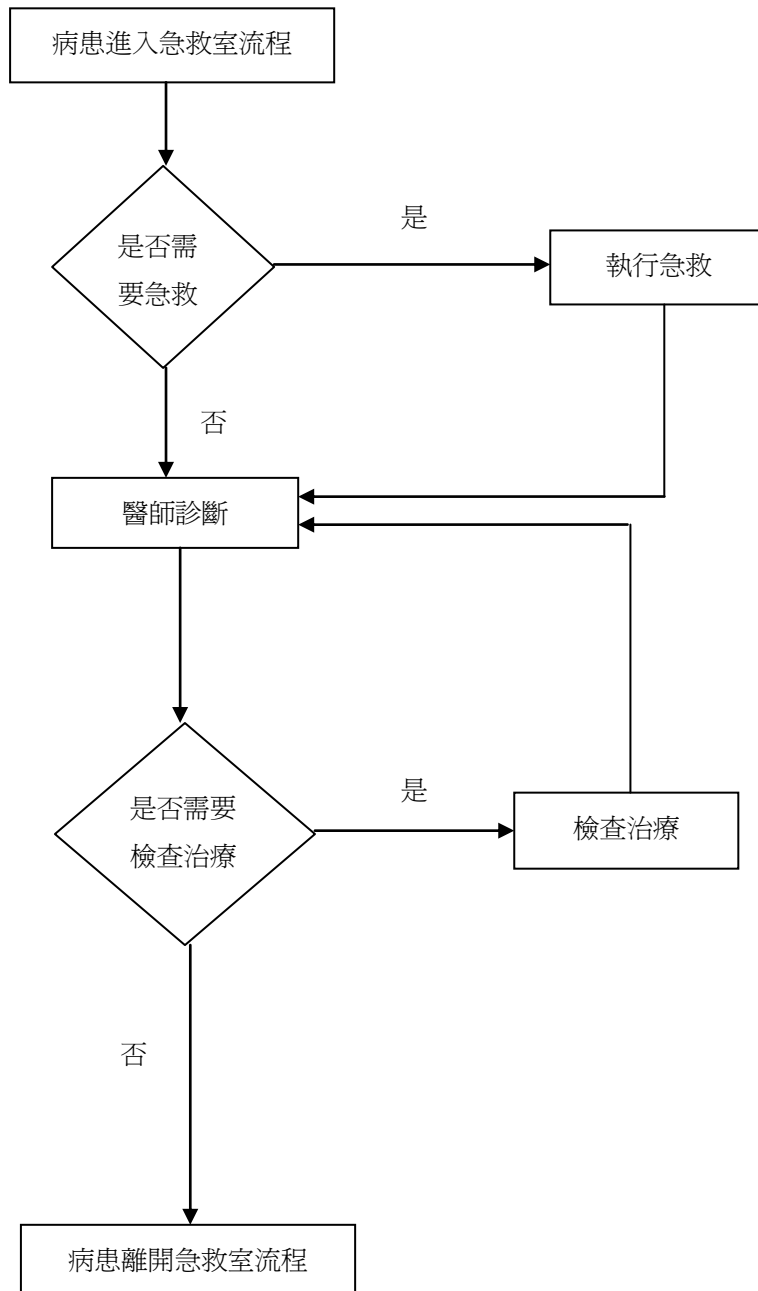 病患進入急救室流程
是否需
要急救
是
執行急救
否
醫師診斷
是否需要
檢查治療
是
檢查治療
否
病患離開急救室流程